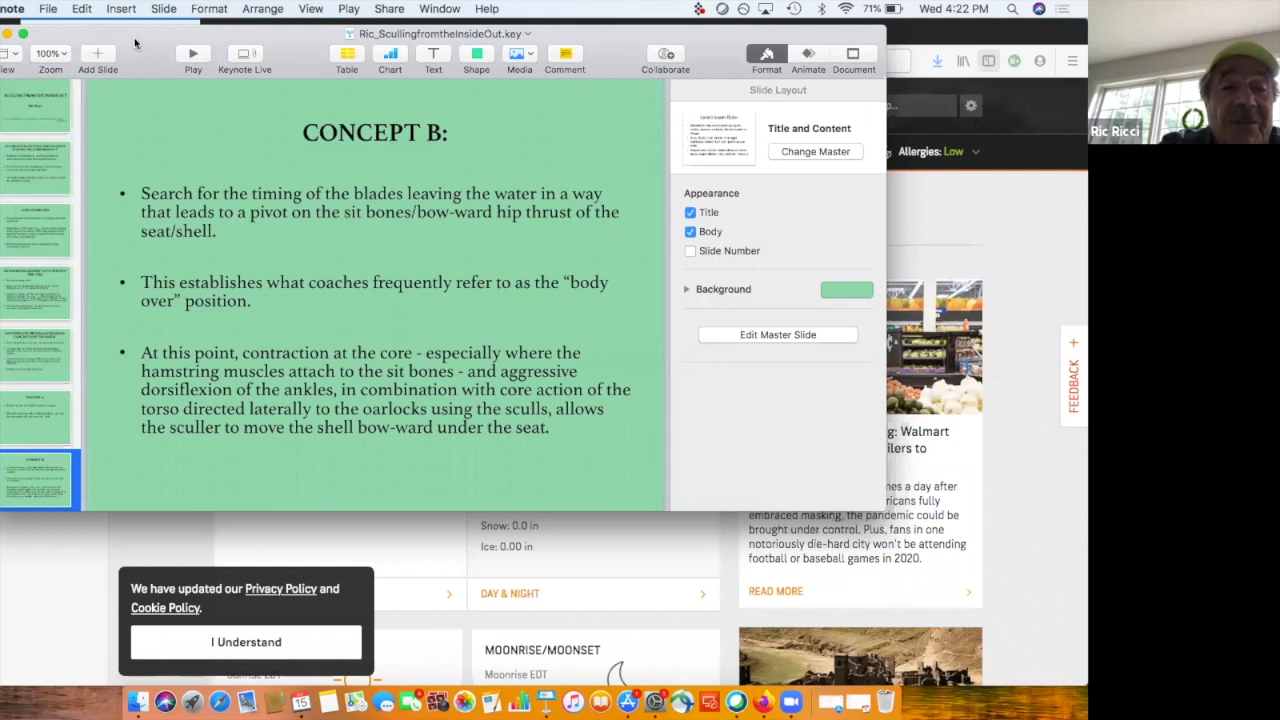 note File Edit Insert Slide Format Arrange View Play Share Window Help 71% Wed 4:22 PM
Ric_ScullingfromtheInsideOut.key
100%
Zoom Add Slide Play Keynote Live Table Chart Text Shape Media Comment Collaborate Format Animate Document
Slide Layout
CONCEPT B:
• Search for the timing of the blades leaving the water in a way
that leads to a pivot on the sit bones/bow-ward hip thrust of the
seat/shell.
• This establishes what coaches frequently refer to as the “body
over” position.
• At this point, contraction at the core - especially where the
hamstring muscles attach to the sit bones - and aggressive
dorsiflexion of the ankles, in combination with core action of the
torso directed laterally to the oarlocks using the sculls, allows
the sculler to move the shell bow-ward under the seat.
Title and Content
Change Master
Appearance
Title
Body
Slide Number
Background
Edit Master Slide
Allergies: Low
Ric Ricci
FEEDBACK +
g: Walmart
ilers to
nes a day after
ricans fully
embraced masking, the pandemic could be
brought under control. Plus, fans in one
notoriously die-hard city won't be attending
football or baseball games in 2020.
READ MORE
Snow: 0.0 in
Ice: 0.00 in
DAY & NIGHT
We have updated our Privacy Policy and
Cookie Policy.
I Understand
MOONRISE/MOONSET
Moonrise EDT
15